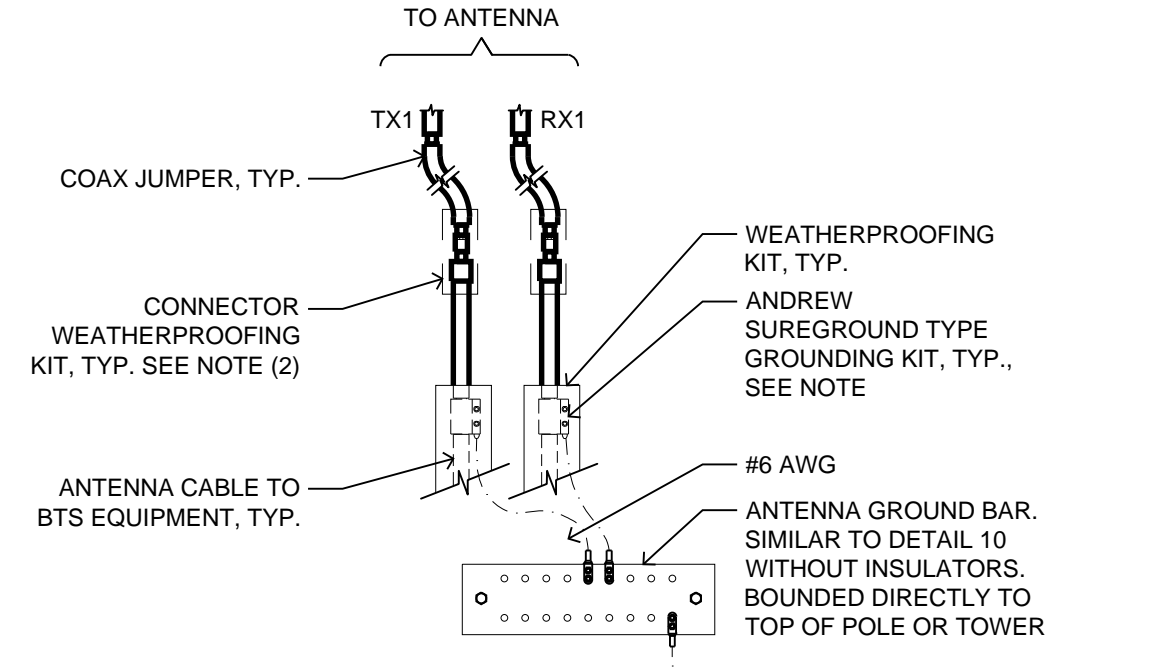 TO ANTENNA
TX1
RX1
COAX JUMPER, TYP.
CONNECTOR
WEATHERPROOFING
KIT, TYP. SEE NOTE (2)
ANTENNA CABLE TO
BTS EQUIPMENT, TYP.
WEATHERPROOFING
KIT, TYP.
ANDREW
SUREGROUND TYPE
GROUNDING KIT, TYP.,
SEE NOTE
#6 AWG
ANTENNA GROUND BAR.
SIMILAR TO DETAIL 10
WITHOUT INSULATORS.
BOUNDED DIRECTLY TO
TOP OF POLE OR TOWER